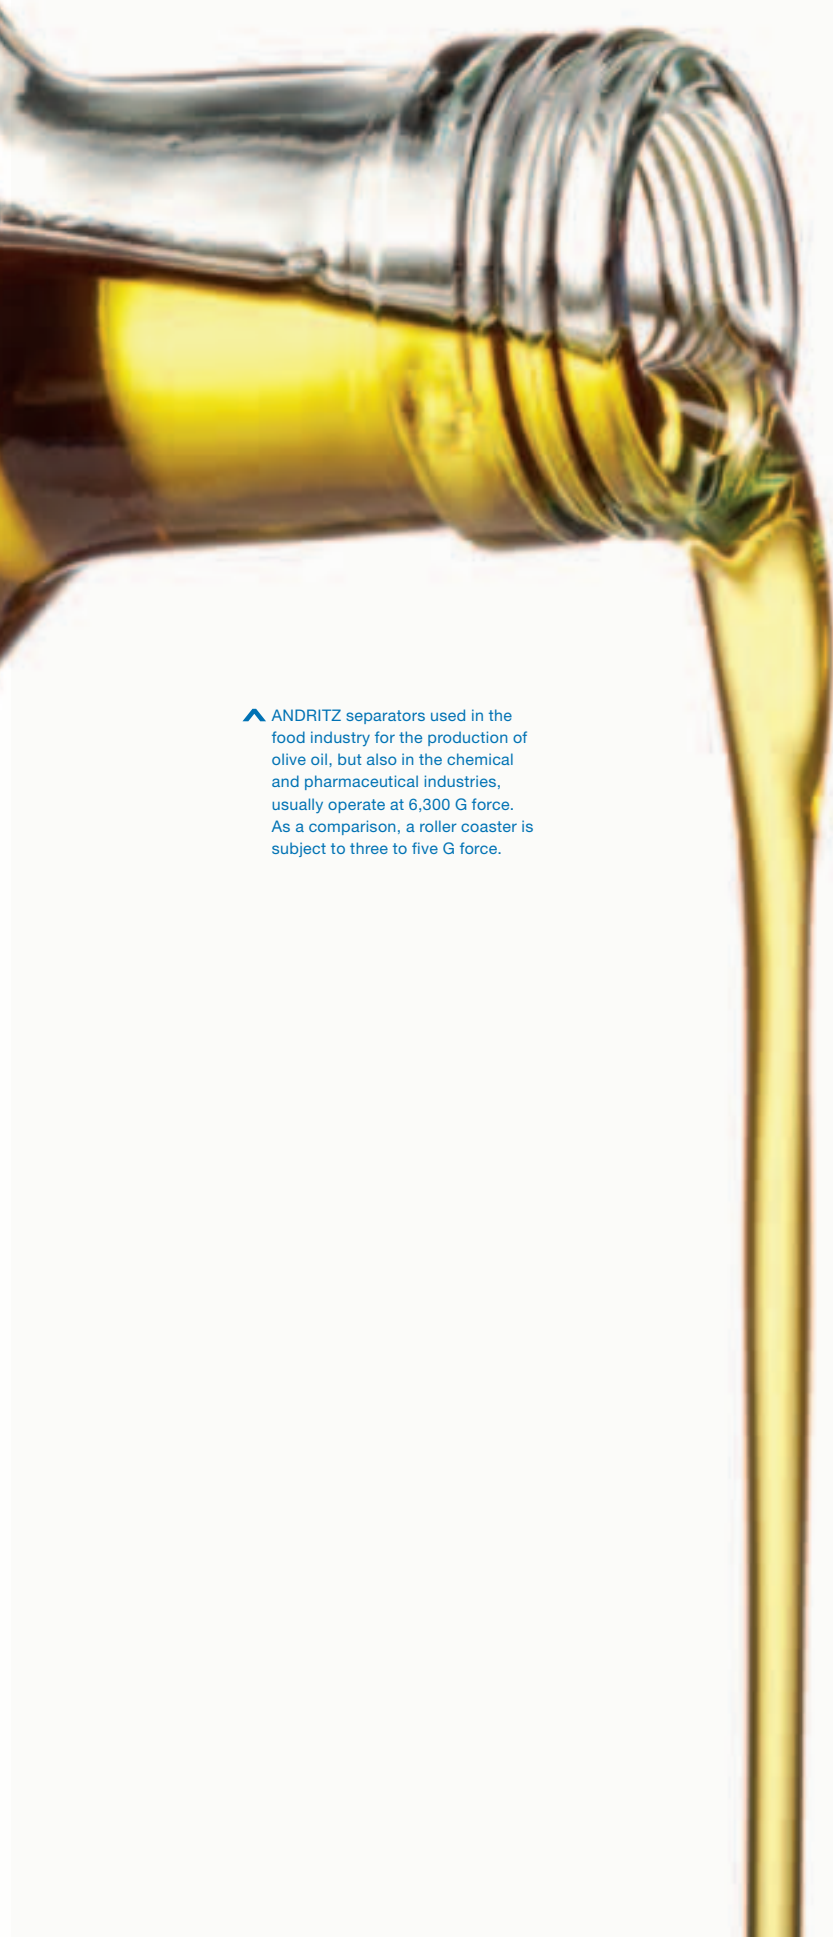 ANDRITZ separators used in the
food industry for the production of
olive oil, but also in the chemical
and pharmaceutical industries,
usually operate at 6,300 G force.
As a comparison, a roller coaster is
subject to three to five G force.